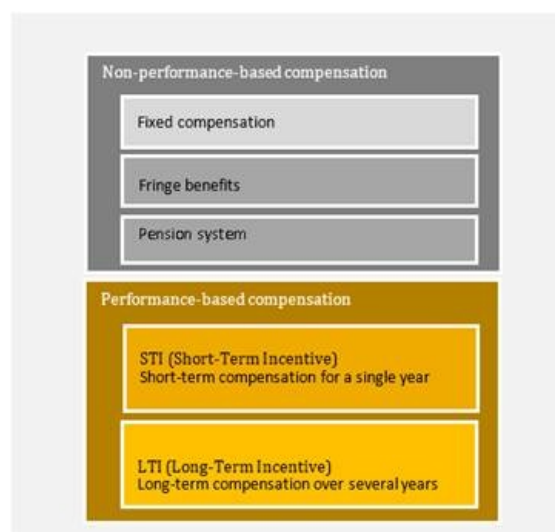 Non-performance-based compensation
Fixed compensation
Fringe benefits
Pension system
Performance-based compensation
STI (Short-Term Incentive)
Short-term compensation for a single year
LTI (Long-Term Incentive)
Long-term compensation over several years